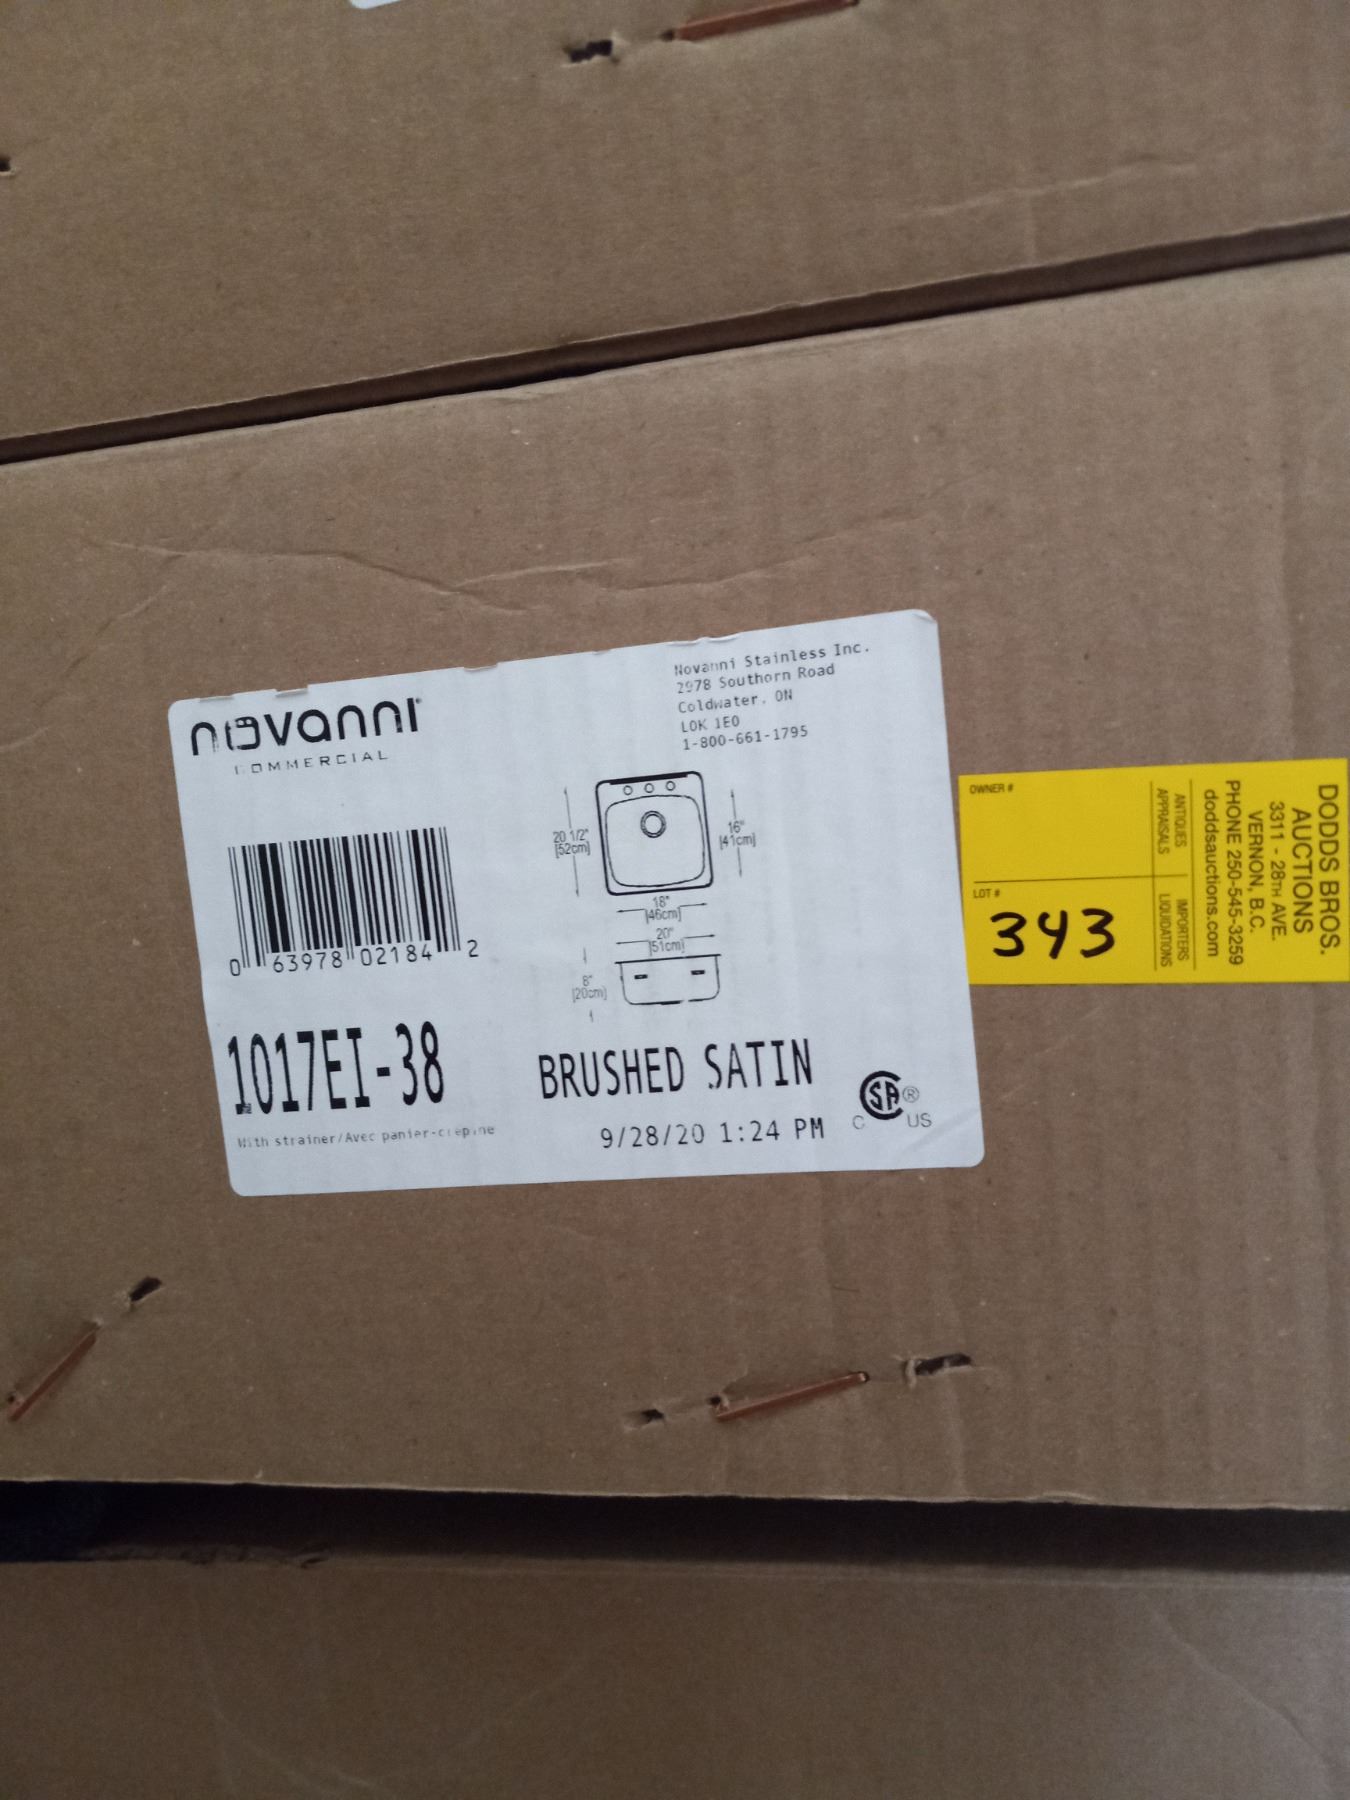 novanni®
COMMERCIAL
Novanni Stainless Inc.
2978 Southorn Road
Coldwater, ON
L0K 1E0
1-800-661-1795
20 1/2"
[52cm]
16"
[41cm]
18"
[46cm]
20"
[51cm]
8"
[20cm]
0 63978 02184 2
1017EI-38
BRUSHED SATIN
With strainer/Avec panier-crépine
9/28/20 1:24 PM
CSA ®
C US
OWNER #
LOT #
343
ANTIQUES
APPRAISALS
IMPORTERS
LIQUIDATIONS
DODDS BROS.
AUCTIONS
3311 - 28TH AVE.
VERNON, B.C.
PHONE 250-545-3259
doddsauctions.com